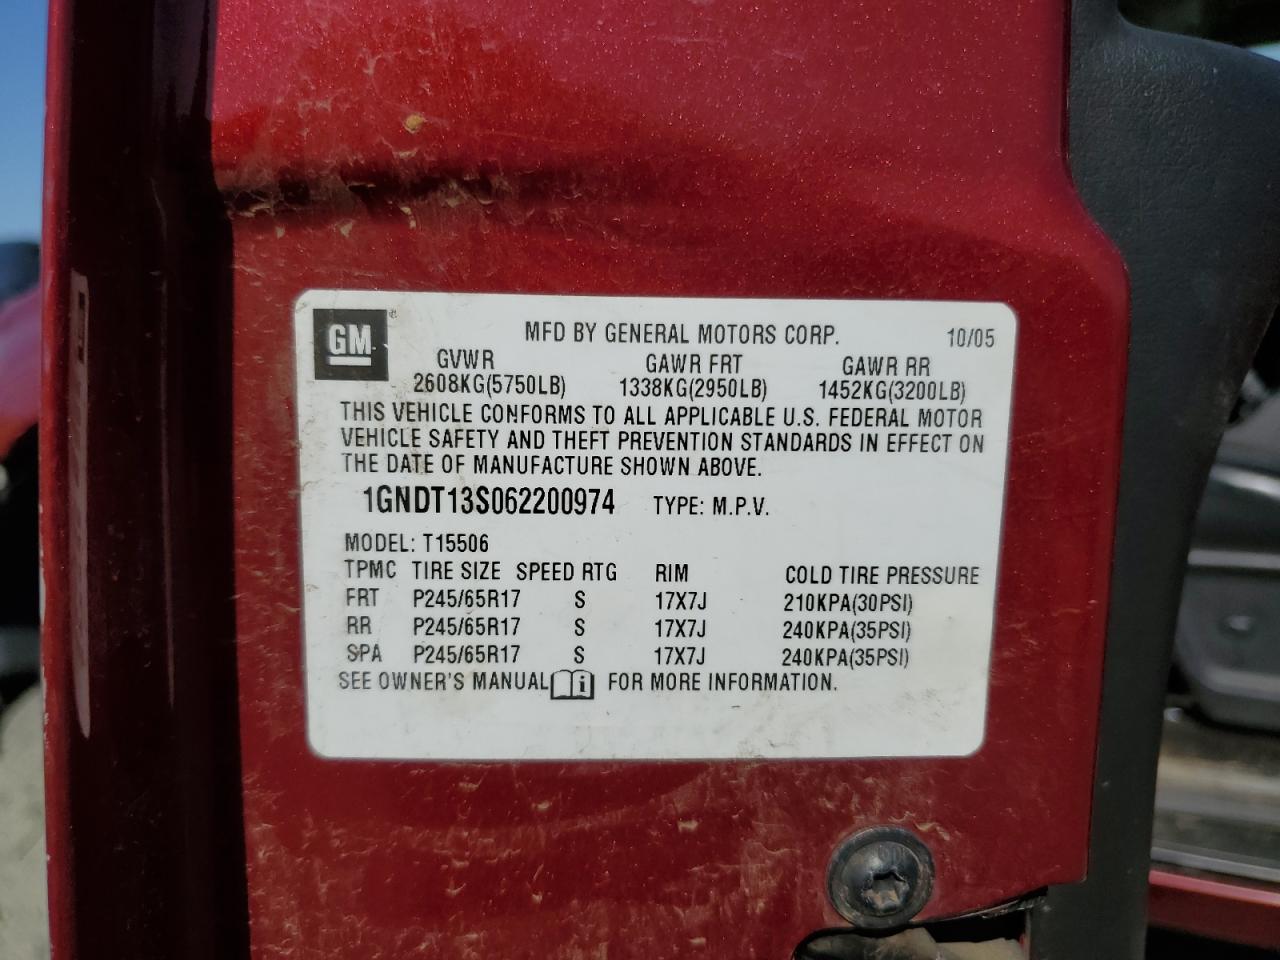 GM
MFD BY GENERAL MOTORS CORP. 10/05
GVWR GAWR FRT GAWR RR
2608KG(5750LB) 1338KG(2950LB) 1452KG(3200LB)
THIS VEHICLE CONFORMS TO ALL APPLICABLE U.S. FEDERAL MOTOR
VEHICLE SAFETY AND THEFT PREVENTION STANDARDS IN EFFECT ON
THE DATE OF MANUFACTURE SHOWN ABOVE.
1GNDT13S062200974 TYPE: M.P.V.
MODEL: T15506
TPMC TIRE SIZE SPEED RTG RIM COLD TIRE PRESSURE
FRT P245/65R17 S 17X7J 210KPA(30PSI)
RR P245/65R17 S 17X7J 240KPA(35PSI)
SPA P245/65R17 S 17X7J 240KPA(35PSI)
SEE OWNER'S MANUAL FOR MORE INFORMATION.